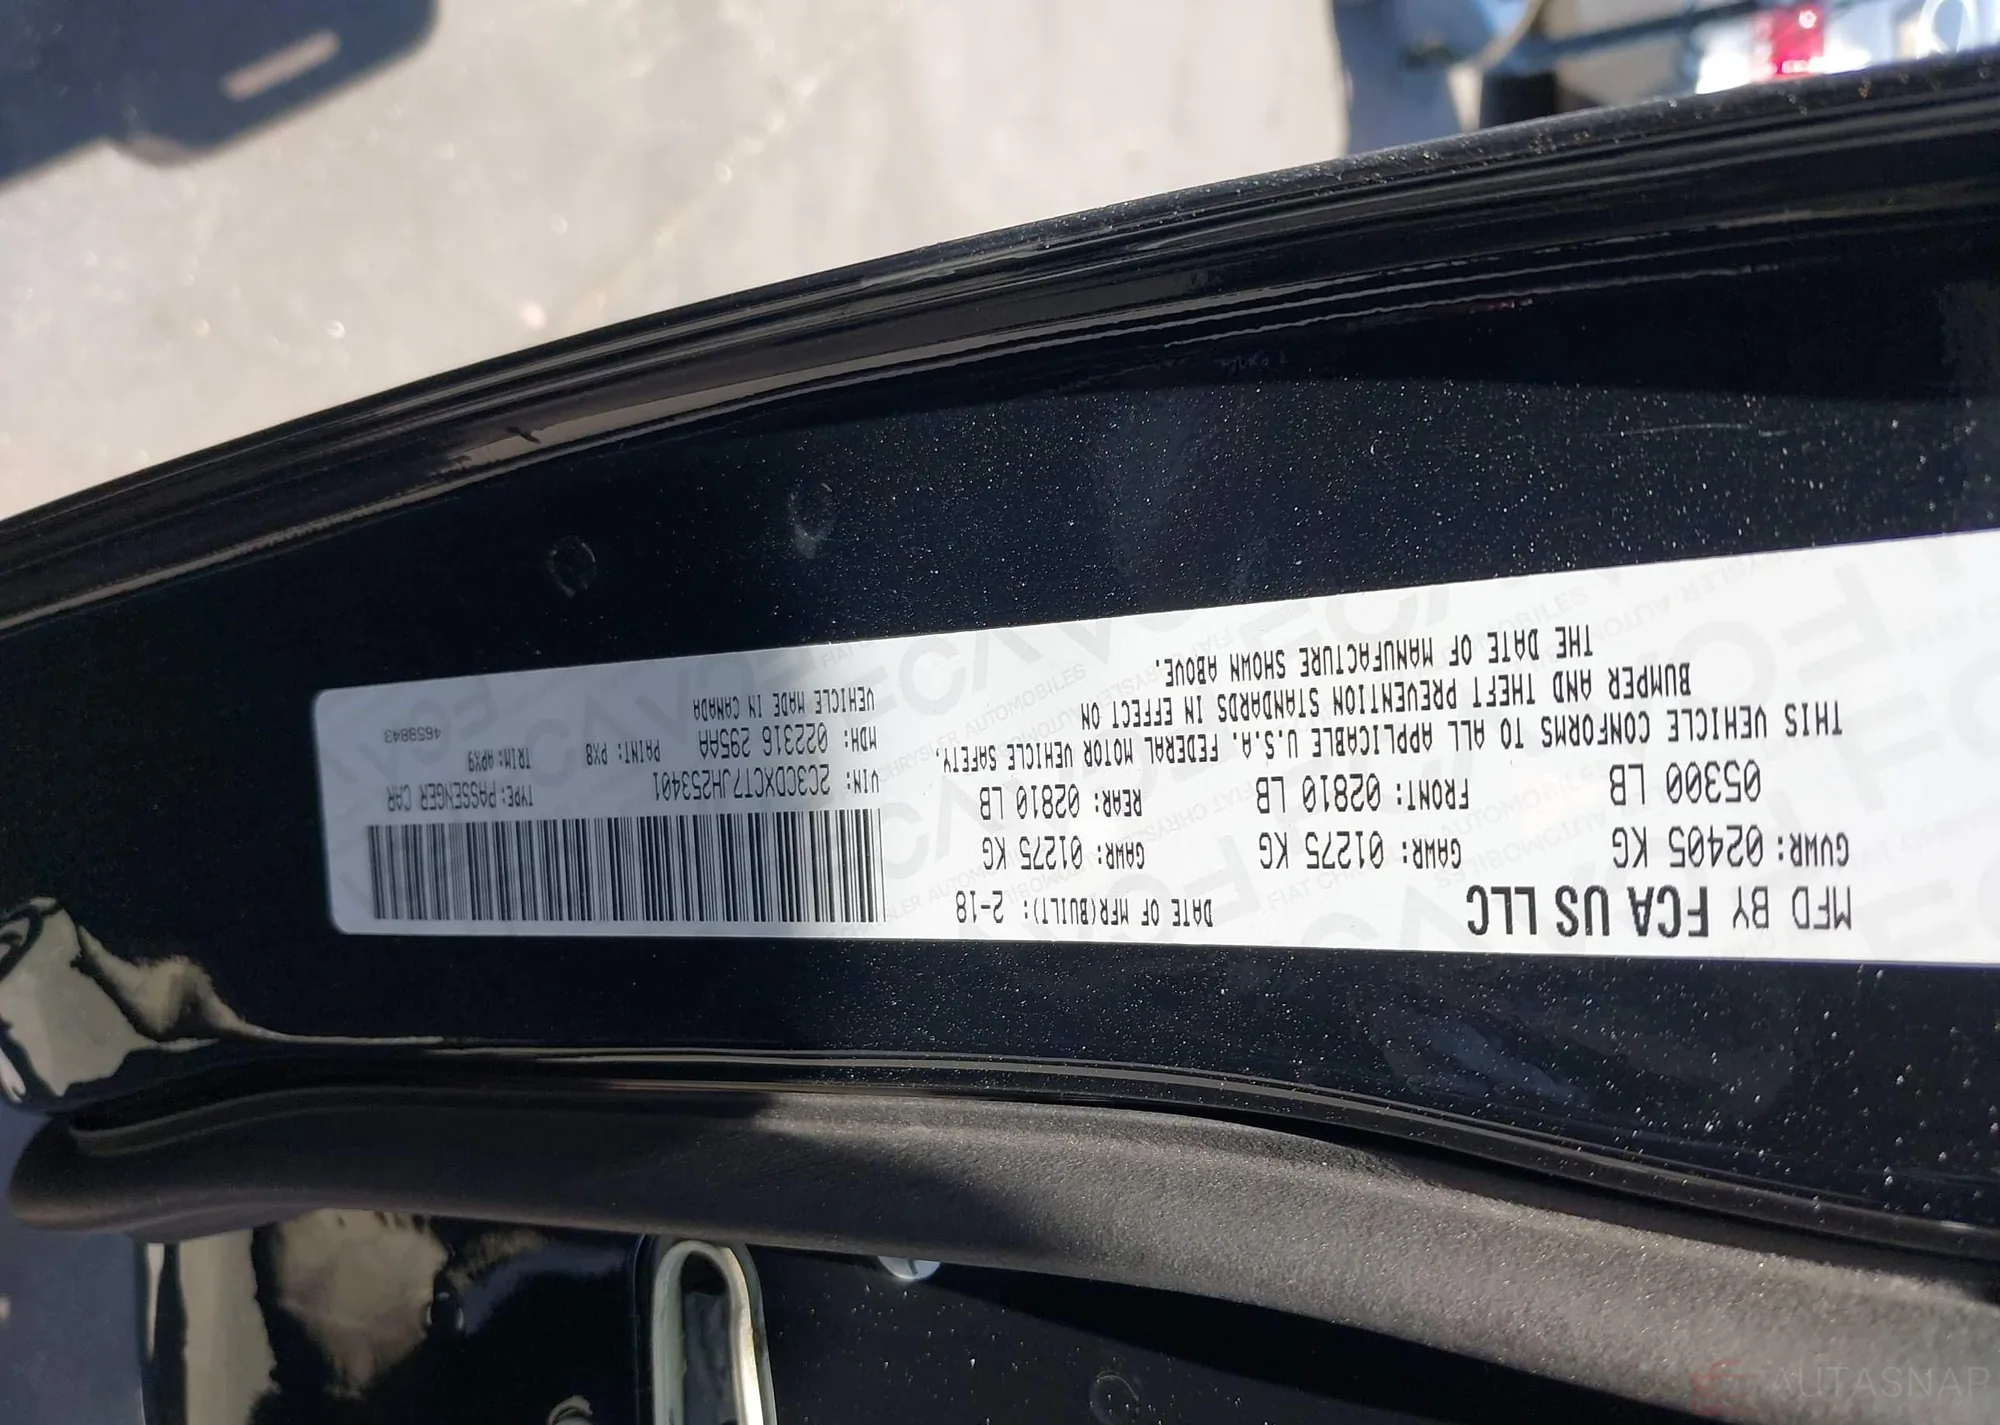 MFD BY FCA US LLC
DATE OF MFR(BUILT): 2-18
GVWR: 02405 KG
GAWR: 01275 KG
GAWR: 01275 KG
05300 LB
FRONT: 02810 LB
REAR: 02810 LB
THIS VEHICLE CONFORMS TO ALL APPLICABLE U.S.A. FEDERAL MOTOR VEHICLE SAFETY,
BUMPER AND THEFT PREVENTION STANDARDS IN EFFECT ON
THE DATE OF MANUFACTURE SHOWN ABOVE.
VIN: 2C3CDXCT7JH253401
TYPE: PASSENGER CAR
MDH: 022316 295AA
PAINT: PX8
TRIM: APX9
VEHICLE MADE IN CANADA
4659843
AUTASNAP